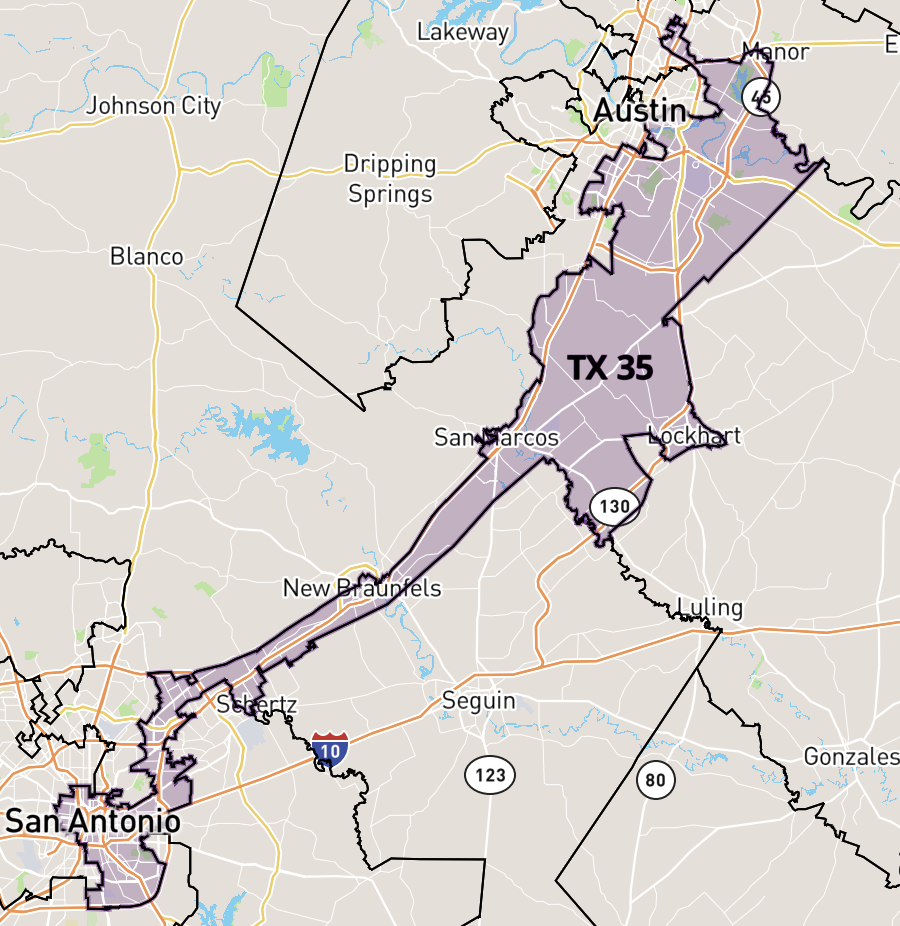 Lakeway
Manor
E
45
Johnson City
Austin
Dripping
Springs
Blanco
TX 35
San Marcos
Lockhart
130
New Braunfels
Luling
Schertz
Seguin
10
123
80
Gonzales
San Antonio